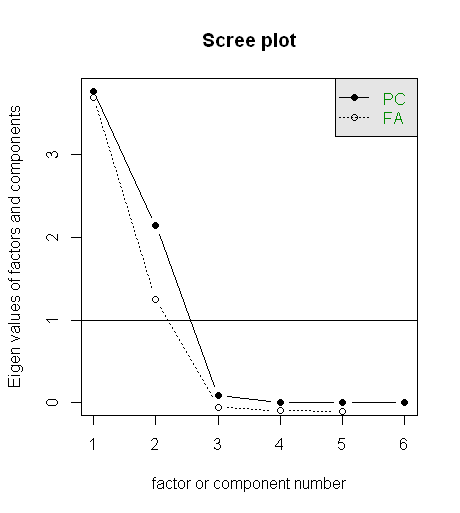 Scree plot
PC
FA
Eigen values of factors and components
3
2
1
0
1 2 3 4 5 6
factor or component number